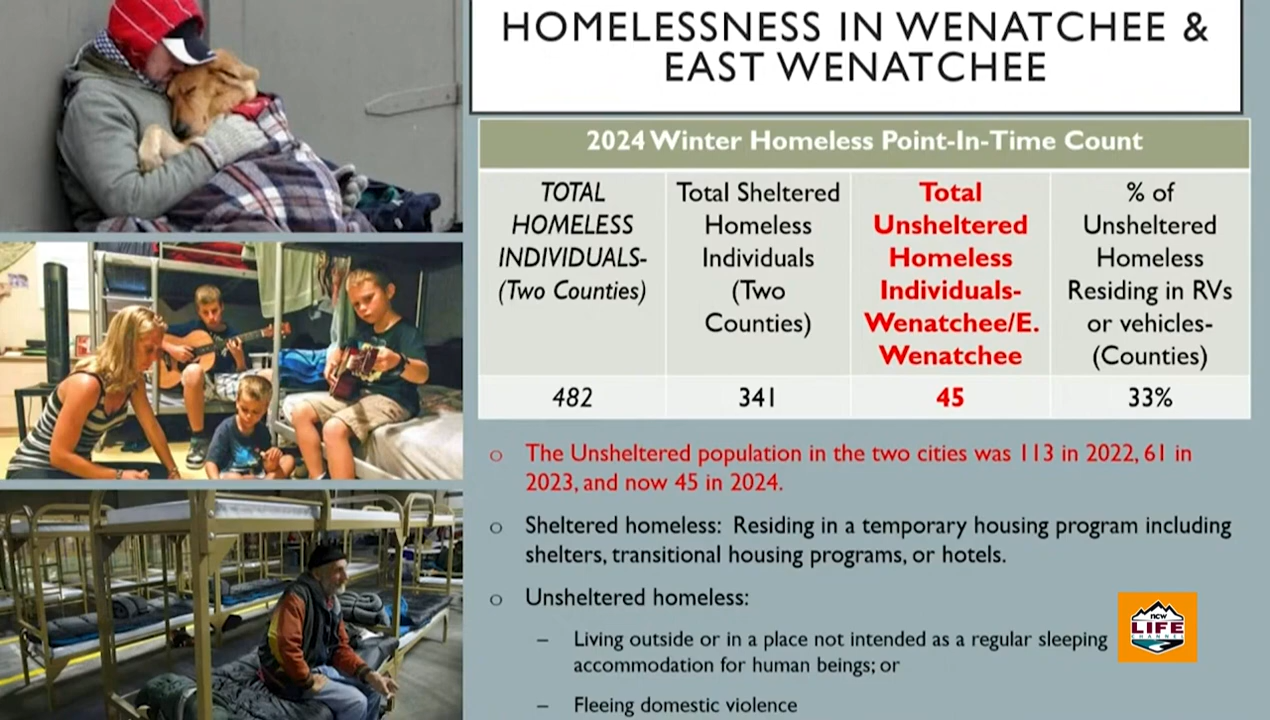 HOMELESSNESS IN WENATCHEE &
EAST WENATCHEE
2024 Winter Homeless Point-In-Time Count
TOTAL
HOMELESS
INDIVIDUALS-
(Two Counties)
Total Sheltered
Homeless
Individuals
(Two
Counties)
Total
Unsheltered
Homeless
Individuals-
Wenatchee/E.
Wenatchee
% of
Unsheltered
Homeless
Residing in RVs
or vehicles-
(Counties)
482
341
45
33%
The Unsheltered population in the two cities was 113 in 2022, 61 in
2023, and now 45 in 2024.
Sheltered homeless: Residing in a temporary housing program including
shelters, transitional housing programs, or hotels.
Unsheltered homeless:
– Living outside or in a place not intended as a regular sleeping
accommodation for human beings; or
– Fleeing domestic violence
ncw
LIFE
CHANNEL